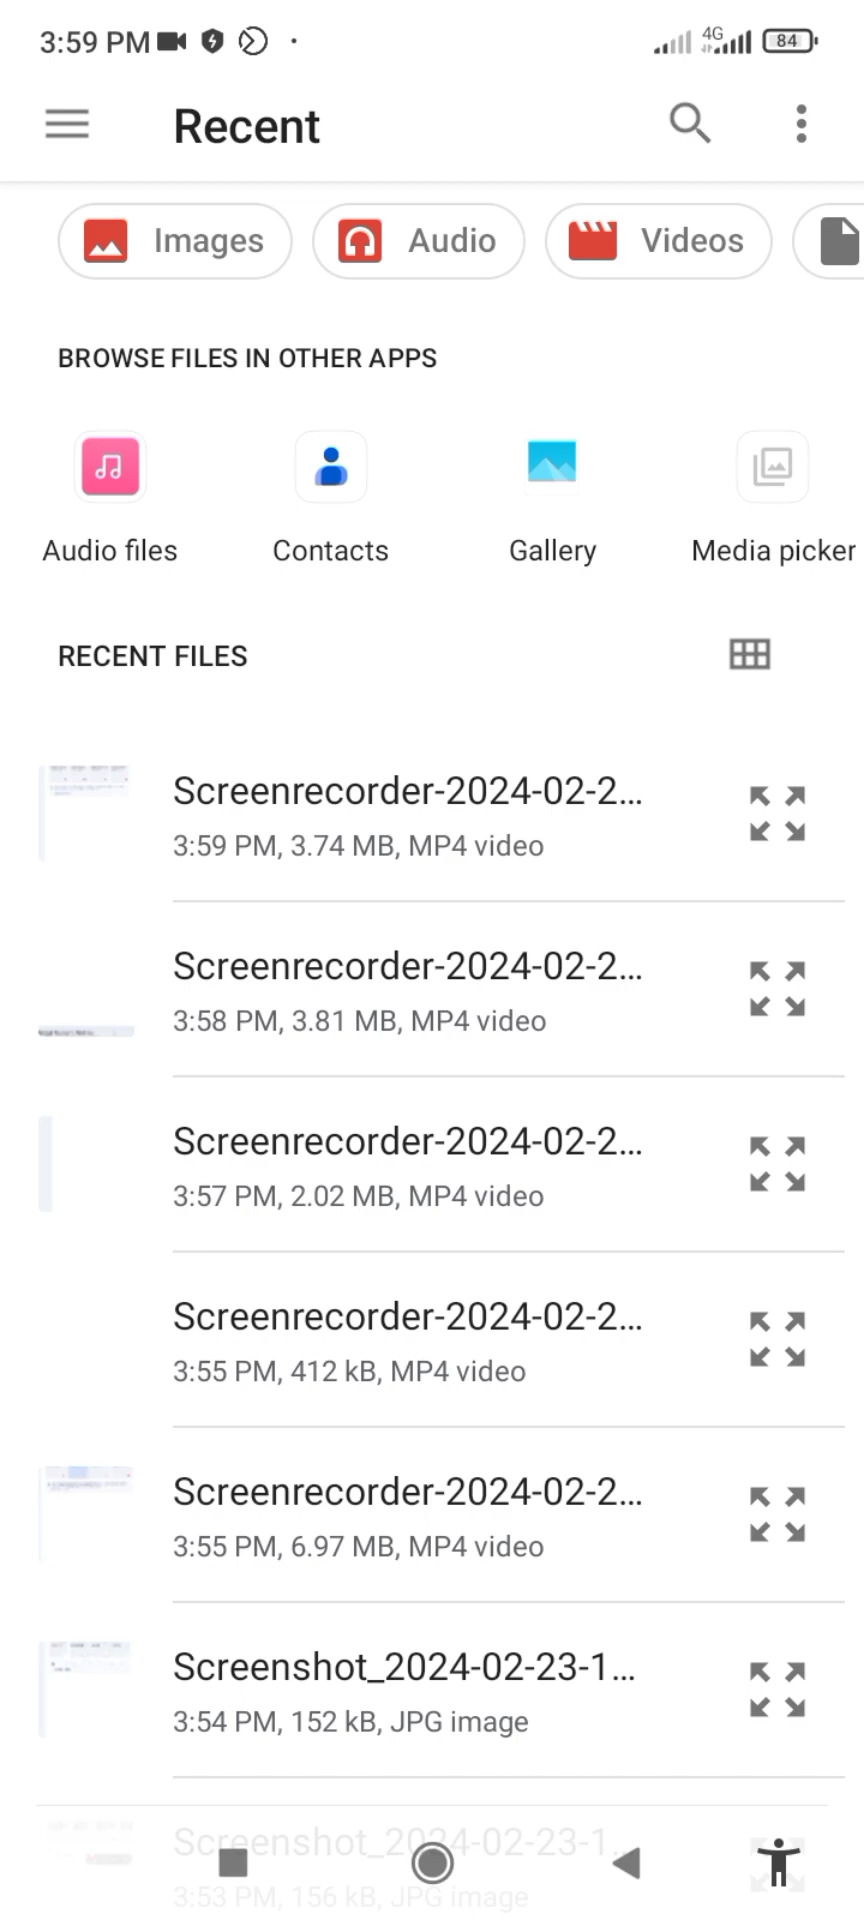 3:59 PM
4G
84
Recent
Images Audio Videos
BROWSE FILES IN OTHER APPS
Audio files Contacts Gallery Media picker
RECENT FILES
Screenrecorder-2024-02-2...
3:59 PM, 3.74 MB, MP4 video
Screenrecorder-2024-02-2...
3:58 PM, 3.81 MB, MP4 video
Screenrecorder-2024-02-2...
3:57 PM, 2.02 MB, MP4 video
Screenrecorder-2024-02-2...
3:55 PM, 412 kB, MP4 video
Screenrecorder-2024-02-2...
3:55 PM, 6.97 MB, MP4 video
Screenshot_2024-02-23-1...
3:54 PM, 152 kB, JPG image
Screenshot_2024-02-23-1...
3:53 PM, 156 kB, JPG image